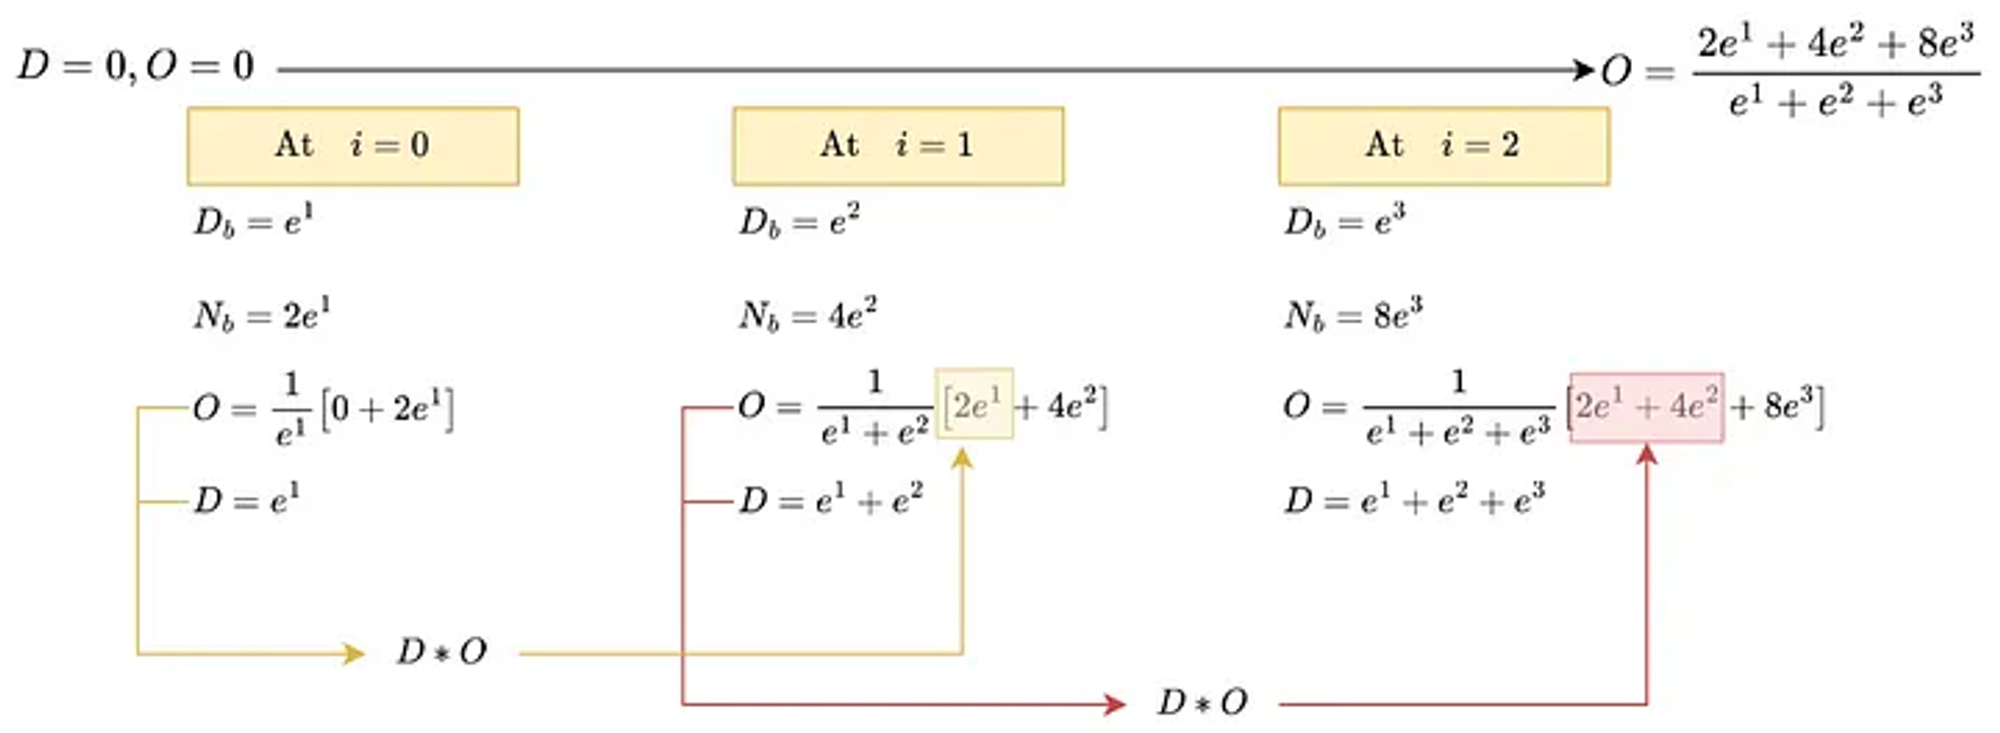 D = 0, O = 0
O = \frac{2e^1 + 4e^2 + 8e^3}{e^1 + e^2 + e^3}
At i = 0
D_b = e^1
N_b = 2e^1
O = \frac{1}{e^1}[0 + 2e^1]
D = e^1
D * O
At i = 1
D_b = e^2
N_b = 4e^2
O = \frac{1}{e^1 + e^2}[2e^1 + 4e^2]
D = e^1 + e^2
D * O
At i = 2
D_b = e^3
N_b = 8e^3
O = \frac{1}{e^1 + e^2 + e^3}[2e^1 + 4e^2 + 8e^3]
D = e^1 + e^2 + e^3